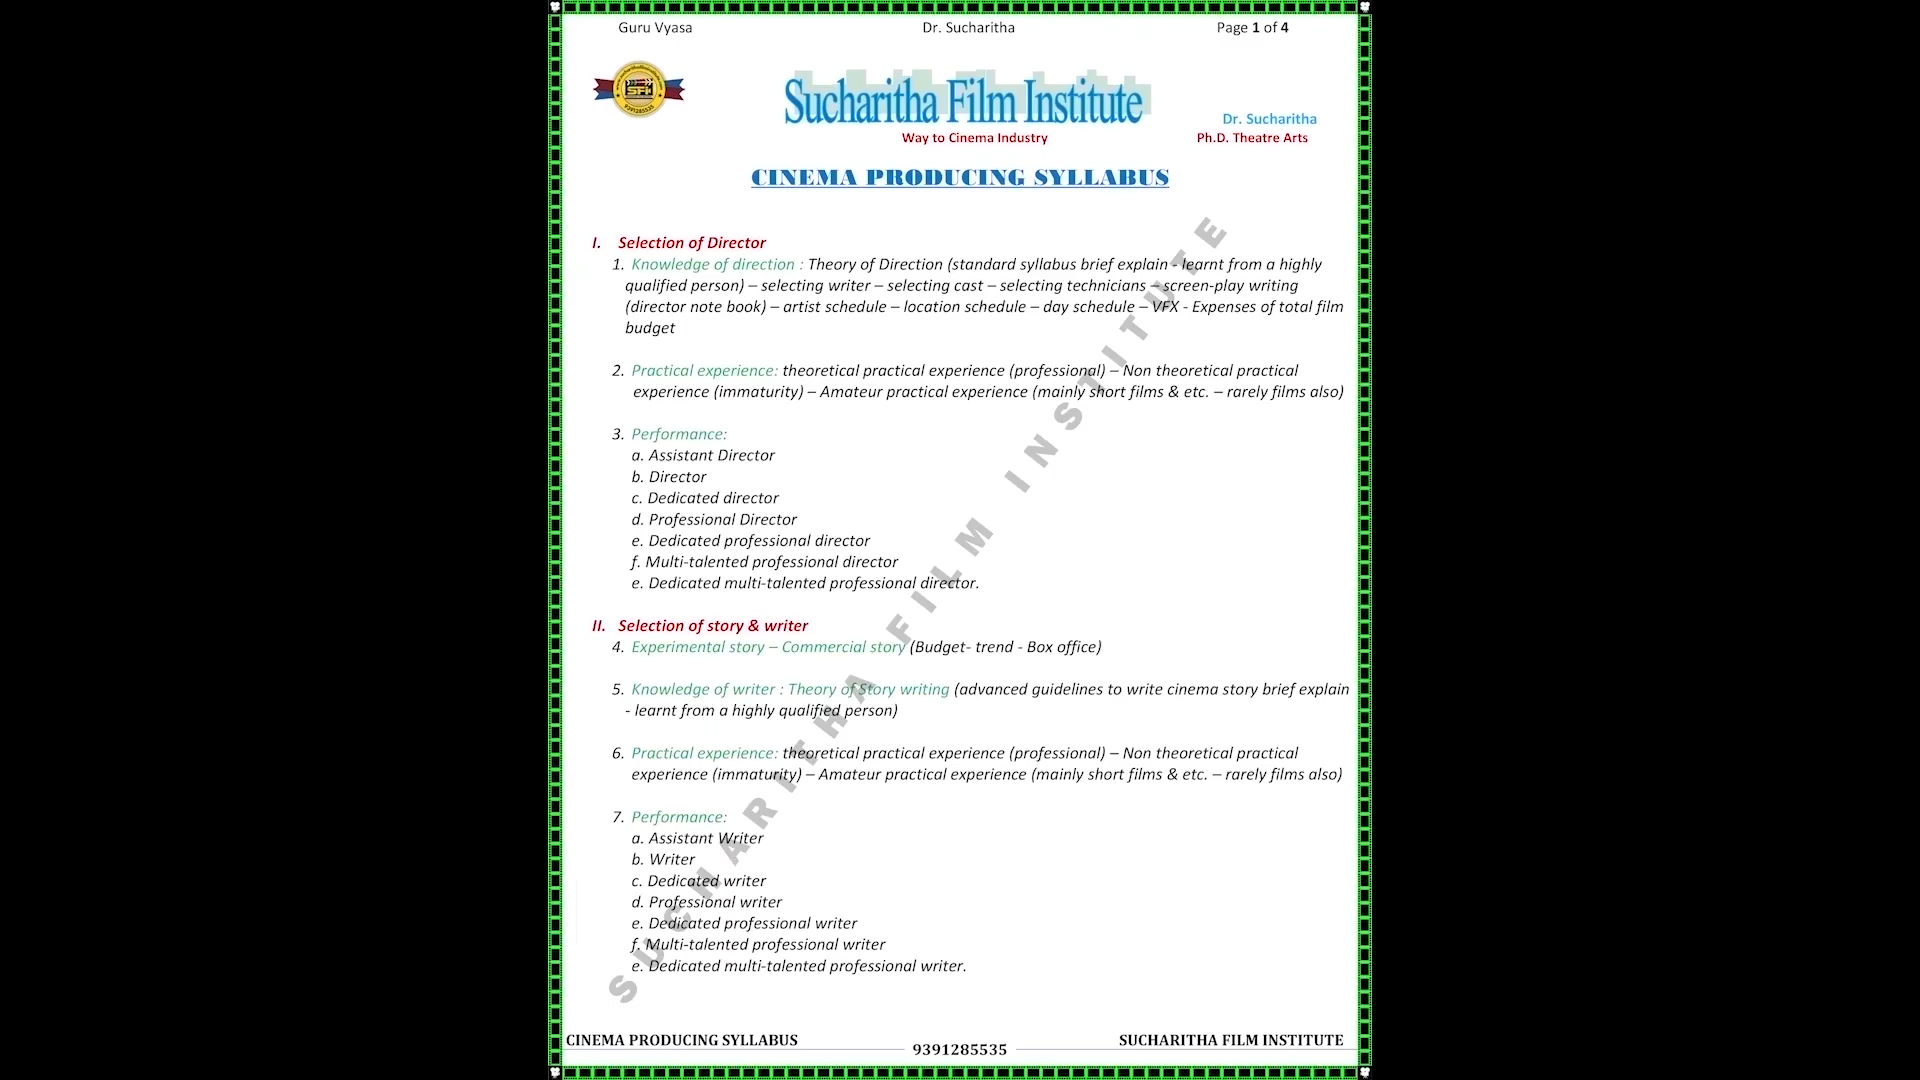 Guru Vyasa Dr. Sucharitha Page 1 of 4
SFI
9391285535
Sucharitha Film Institute
Dr. Sucharitha
Way to Cinema Industry Ph.D. Theatre Arts
CINEMA PRODUCING SYLLABUS
I. Selection of Director
1. Knowledge of direction : Theory of Direction (standard syllabus brief explain - learnt from a highly
qualified person) – selecting writer – selecting cast – selecting technicians – screen-play writing
(director note book) – artist schedule – location schedule – day schedule – VFX - Expenses of total film
budget
2. Practical experience: theoretical practical experience (professional) – Non theoretical practical
experience (immaturity) – Amateur practical experience (mainly short films & etc. – rarely films also)
3. Performance:
a. Assistant Director
b. Director
c. Dedicated director
d. Professional Director
e. Dedicated professional director
f. Multi-talented professional director
e. Dedicated multi-talented professional director.
II. Selection of story & writer
4. Experimental story – Commercial story (Budget- trend - Box office)
5. Knowledge of writer : Theory of Story writing (advanced guidelines to write cinema story brief explain
- learnt from a highly qualified person)
6. Practical experience: theoretical practical experience (professional) – Non theoretical practical
experience (immaturity) – Amateur practical experience (mainly short films & etc. – rarely films also)
7. Performance:
a. Assistant Writer
b. Writer
c. Dedicated writer
d. Professional writer
e. Dedicated professional writer
f. Multi-talented professional writer
e. Dedicated multi-talented professional writer.
SUCHARITHA FILM INSTITUTE
CINEMA PRODUCING SYLLABUS 9391285535 SUCHARITHA FILM INSTITUTE